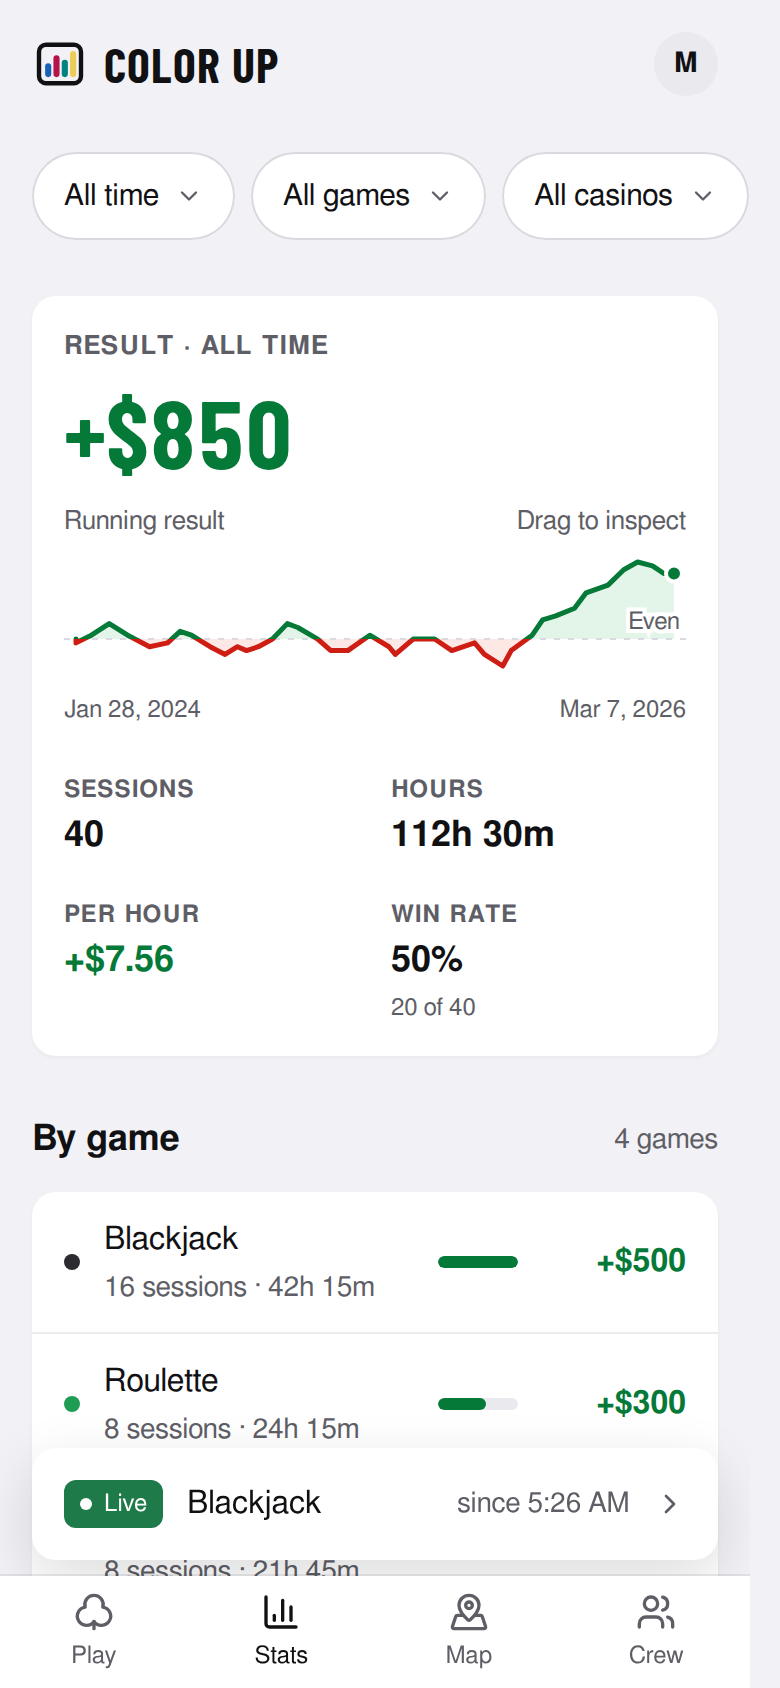 COLOR UP
M
All time
All games
All casinos
RESULT · ALL TIME
+$850
Running result
Drag to inspect
Even
Jan 28, 2024
Mar 7, 2026
SESSIONS
HOURS
40
112h 30m
PER HOUR
WIN RATE
+$7.56
50%
20 of 40
By game
4 games
Blackjack
16 sessions · 42h 15m
+$500
Roulette
8 sessions · 24h 15m
+$300
Live
Blackjack
since 5:26 AM
8 sessions · 21h 45m
Play
Stats
Map
Crew